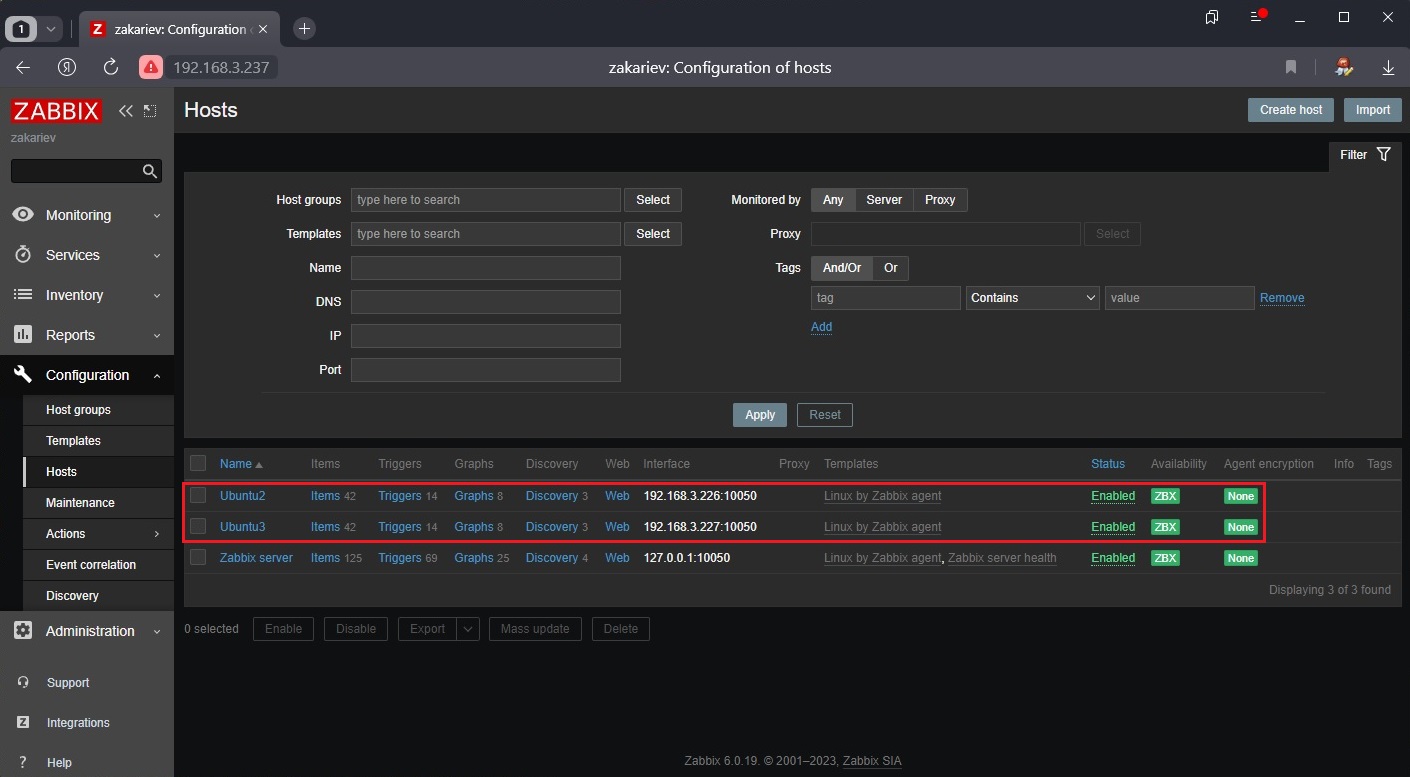 1
zakariev: Configuration
192.168.3.237
zakariev: Configuration of hosts
ZABBIX
zakariev
Monitoring
Services
Inventory
Reports
Configuration
Host groups
Templates
Hosts
Maintenance
Actions
Event correlation
Discovery
Administration
Support
Integrations
Help
Hosts
Create host Import
Filter
Host groups type here to search Select Monitored by Any Server Proxy
Templates type here to search Select Proxy Select
Name Tags And/Or Or
DNS tag Contains value Remove
Add
IP
Port
Apply Reset
Name Items Triggers Graphs Discovery Web Interface Proxy Templates Status Availability Agent encryption Info Tags
Ubuntu2 Items 42 Triggers 14 Graphs 8 Discovery 3 Web 192.168.3.226:10050 Linux by Zabbix agent Enabled ZBX None
Ubuntu3 Items 42 Triggers 14 Graphs 8 Discovery 3 Web 192.168.3.227:10050 Linux by Zabbix agent Enabled ZBX None
Zabbix server Items 125 Triggers 69 Graphs 25 Discovery 4 Web 127.0.0.1:10050 Linux by Zabbix agent, Zabbix server health Enabled ZBX None
Displaying 3 of 3 found
0 selected Enable Disable Export Mass update Delete
Zabbix 6.0.19. © 2001–2023, Zabbix SIA